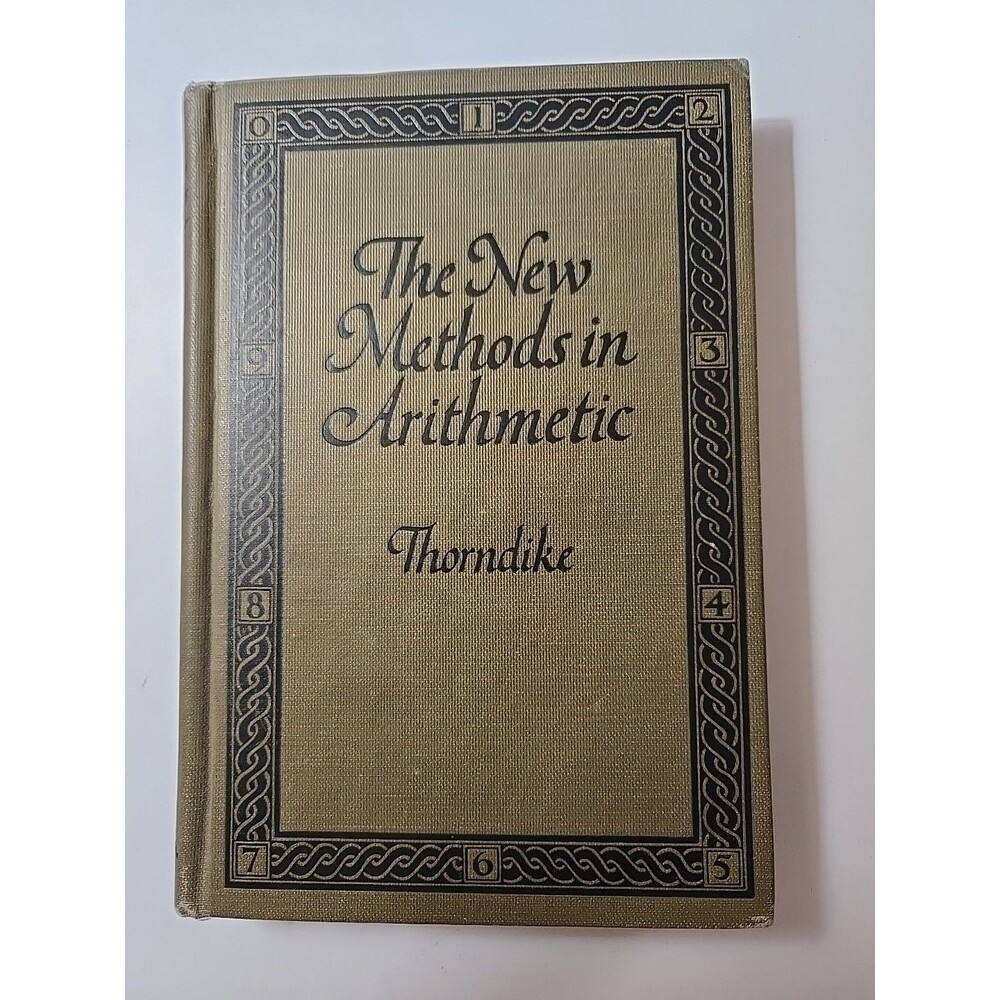 0 1 2
The New
Methods in
Arithmetic
9 3
Thorndike
8 4
7 6 5